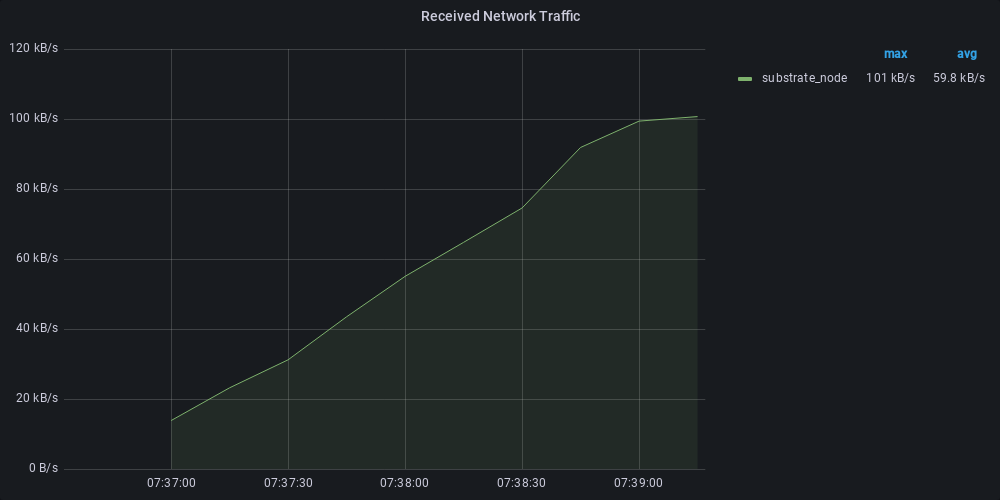 Received Network Traffic
120 kB/s
100 kB/s
80 kB/s
60 kB/s
40 kB/s
20 kB/s
0 B/s
07:37:00 07:37:30 07:38:00 07:38:30 07:39:00
max avg
substrate_node 101 kB/s 59.8 kB/s